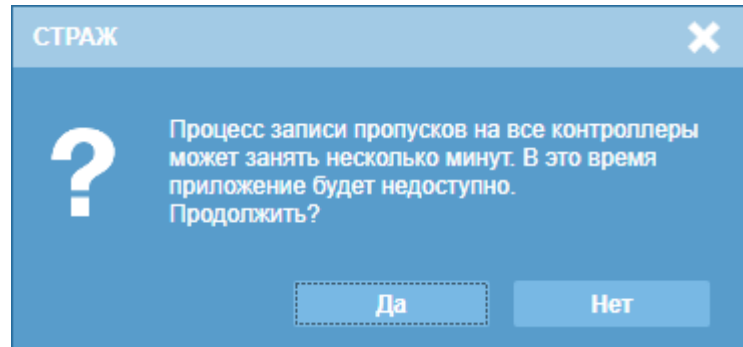 СТРАЖ
Процесс записи пропусков на все контроллеры
может занять несколько минут. В это время
приложение будет недоступно.
Продолжить?
Да
Нет